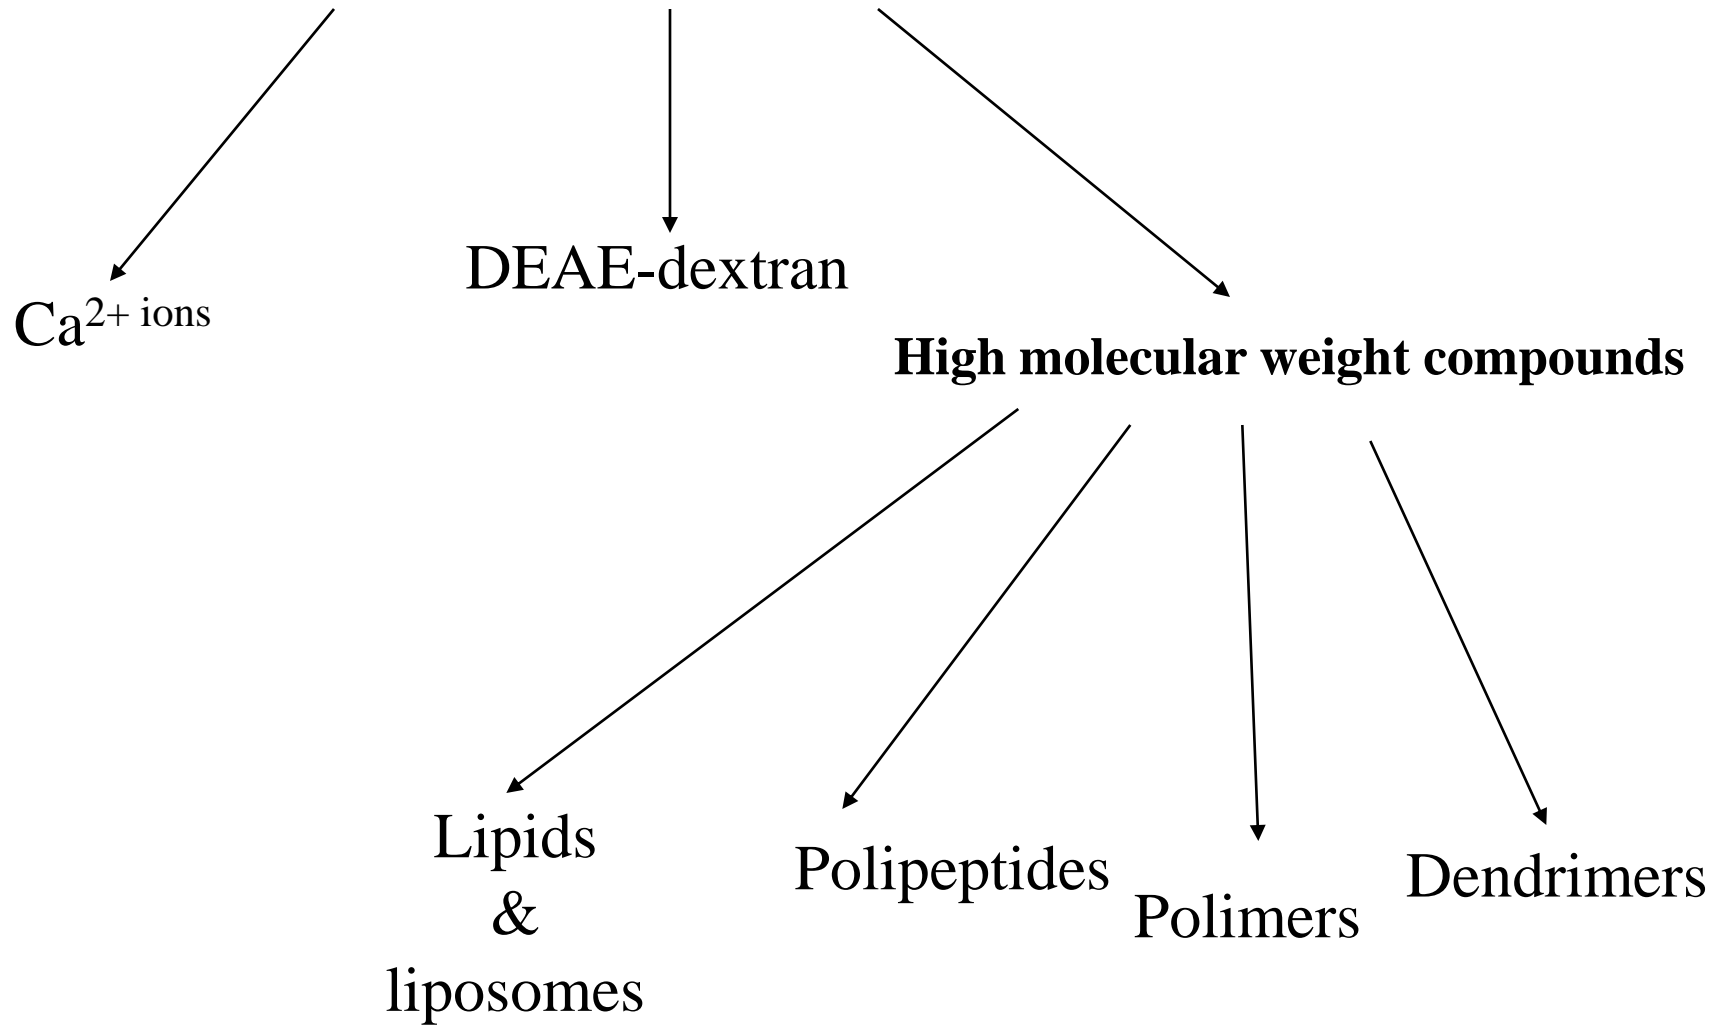 DEAE-dextran
Ca²⁺ ⁱᵒⁿˢ
High molecular weight compounds
Lipids
&
liposomes
Polipeptides
Polimers
Dendrimers